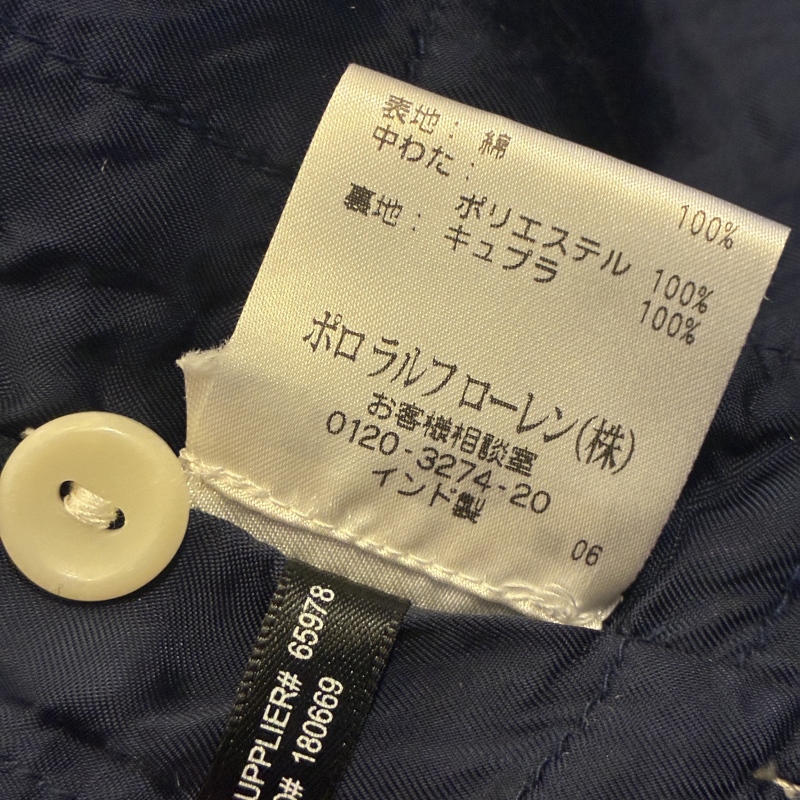 表地: 綿 100%
中わた:
ポリエステル 100%
裏地: キュプラ 100%
ポロ ラルフ ローレン(株)
お客様相談室
0120-3274-20
インド製
06
UPPLIER# 65978
# 180669